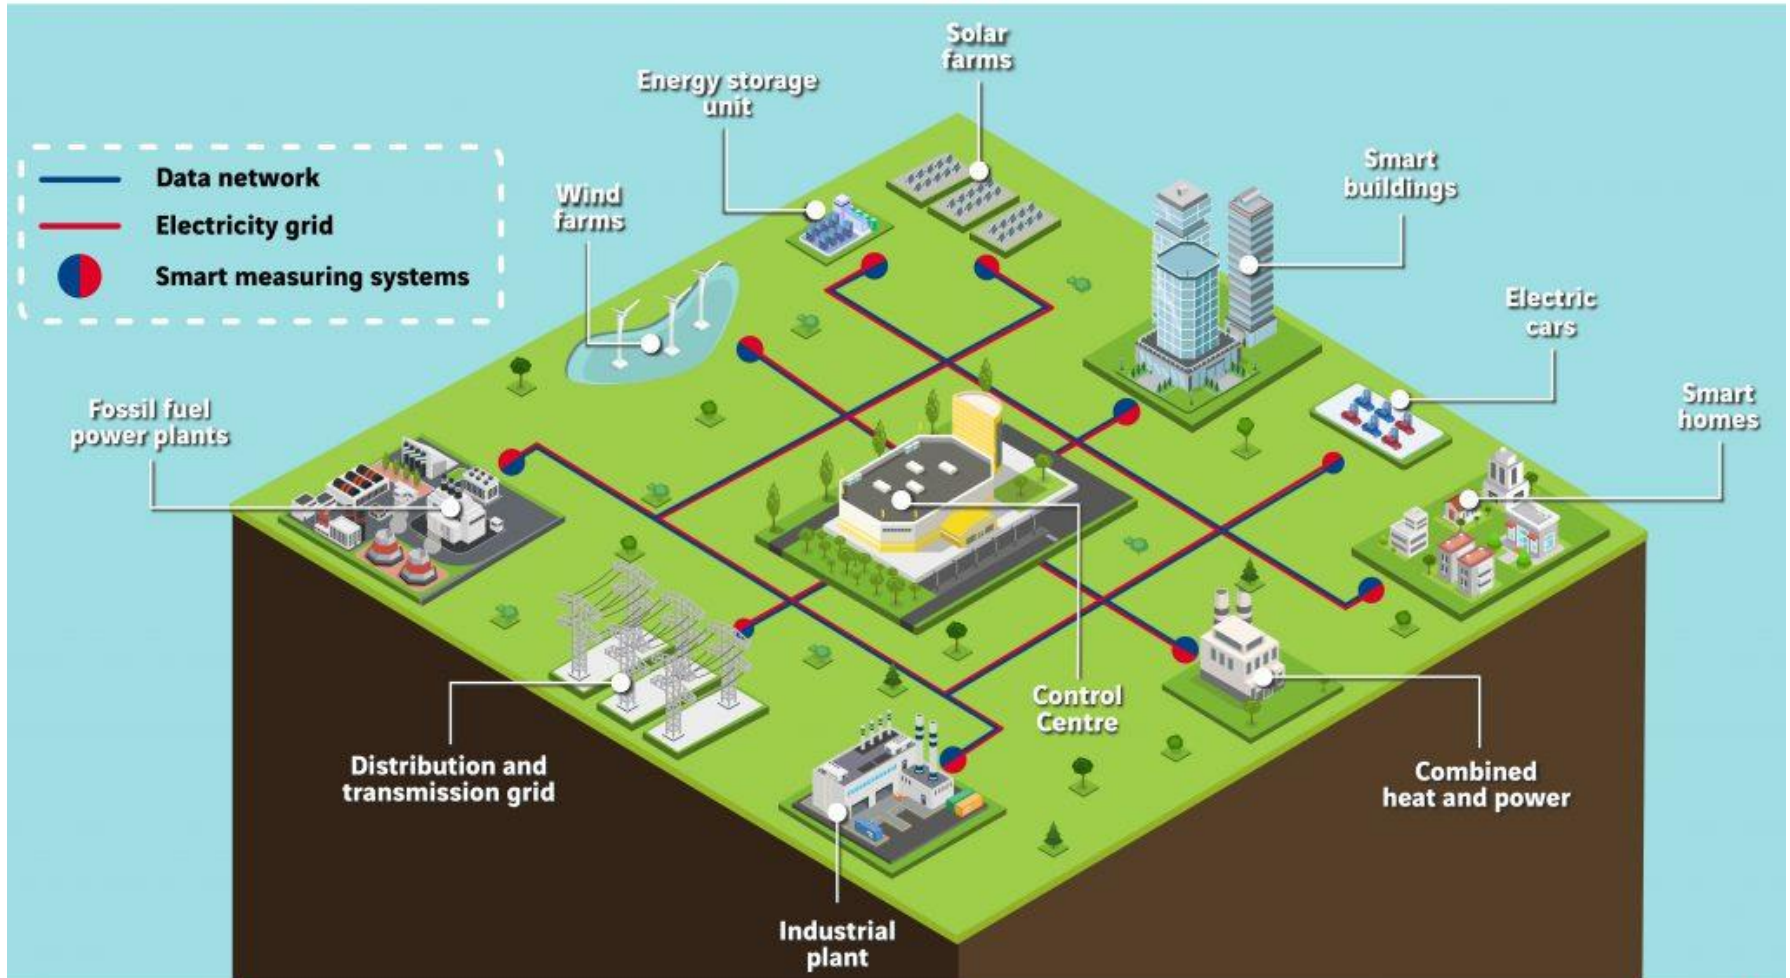 Solar
farms
Energy storage
unit
Smart
buildings
Data network
Electricity grid
Smart measuring systems
Wind
farms
Electric
cars
Smart
homes
Fossil fuel
power plants
Control
Centre
Distribution and
transmission grid
Combined
heat and power
Industrial
plant